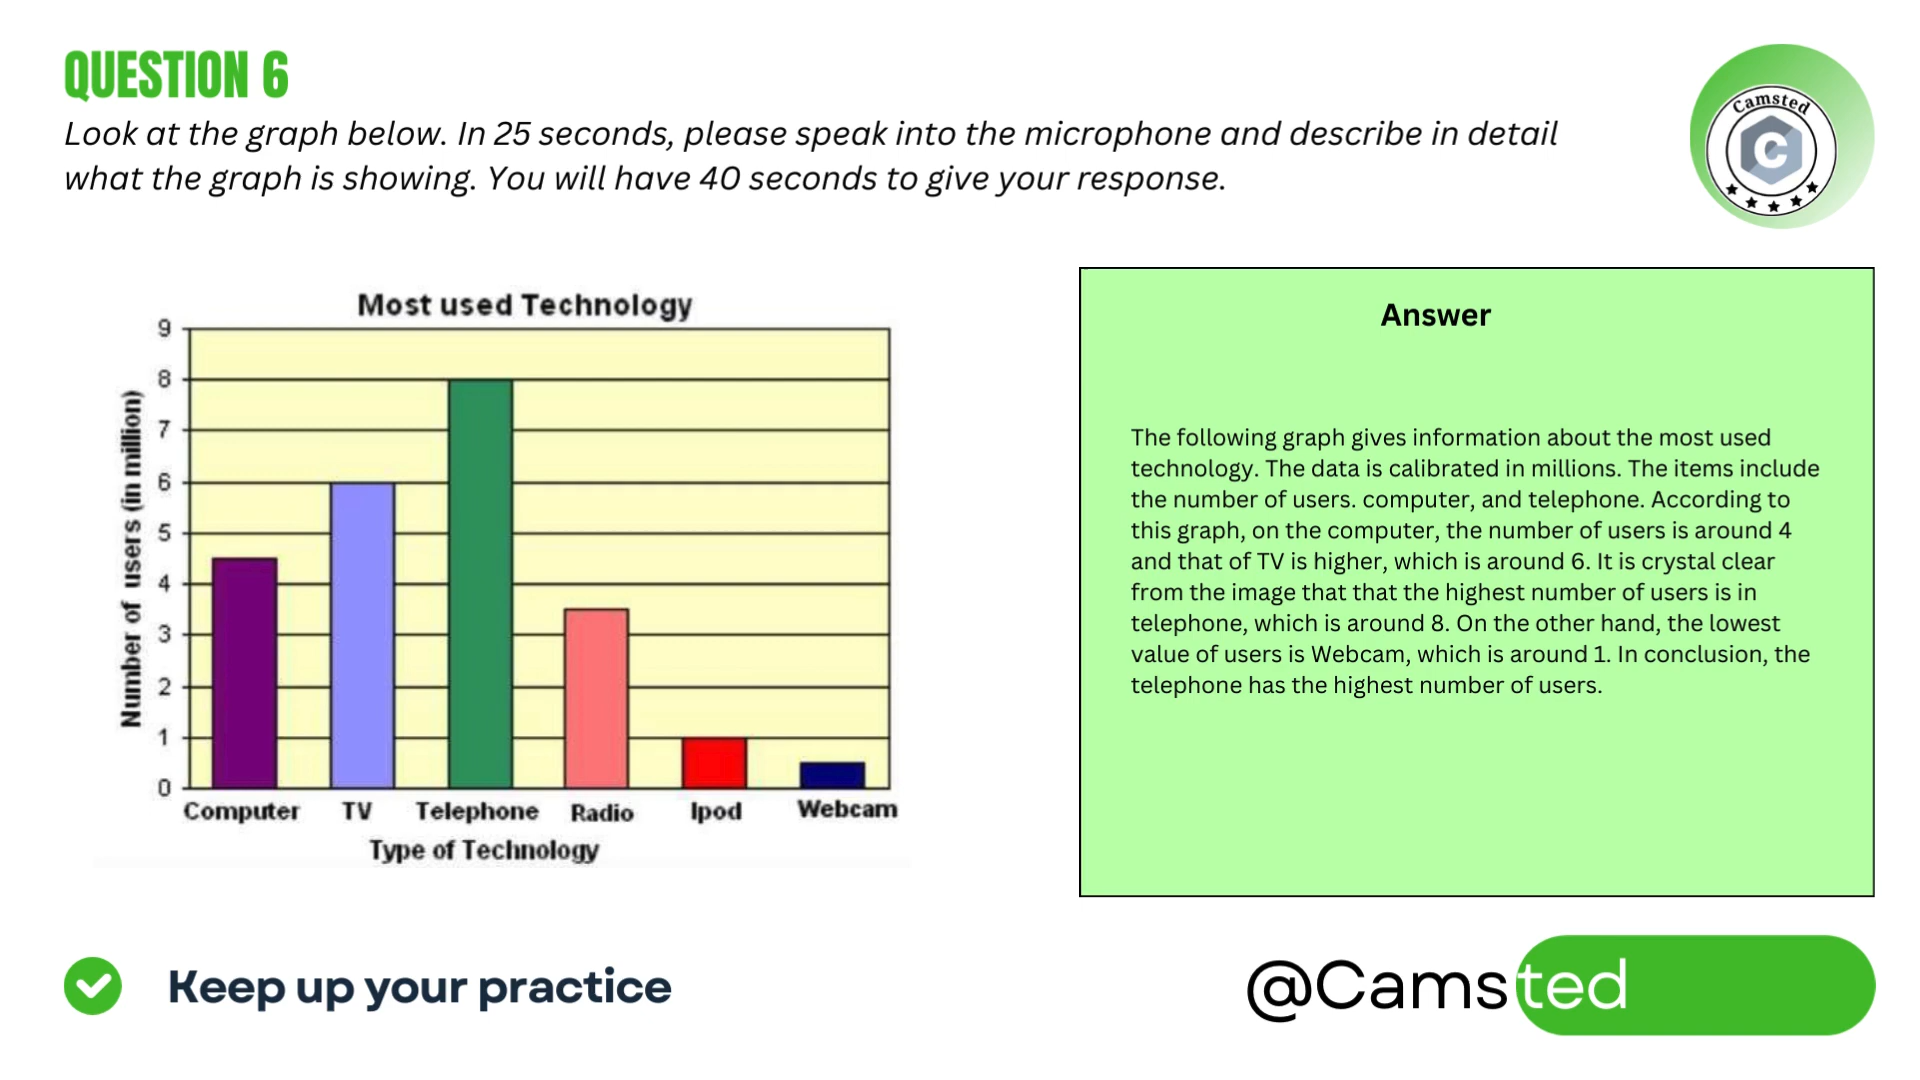 QUESTION 6
Look at the graph below. In 25 seconds, please speak into the microphone and describe in detail
what the graph is showing. You will have 40 seconds to give your response.
Camsted
C
Most used Technology
9
8
7
6
5
4
3
2
1
0
Number of users (in million)
Computer TV Telephone Radio Ipod Webcam
Type of Technology
Answer
The following graph gives information about the most used
technology. The data is calibrated in millions. The items include
the number of users. computer, and telephone. According to
this graph, on the computer, the number of users is around 4
and that of TV is higher, which is around 6. It is crystal clear
from the image that that the highest number of users is in
telephone, which is around 8. On the other hand, the lowest
value of users is Webcam, which is around 1. In conclusion, the
telephone has the highest number of users.
Keep up your practice
@Camsted